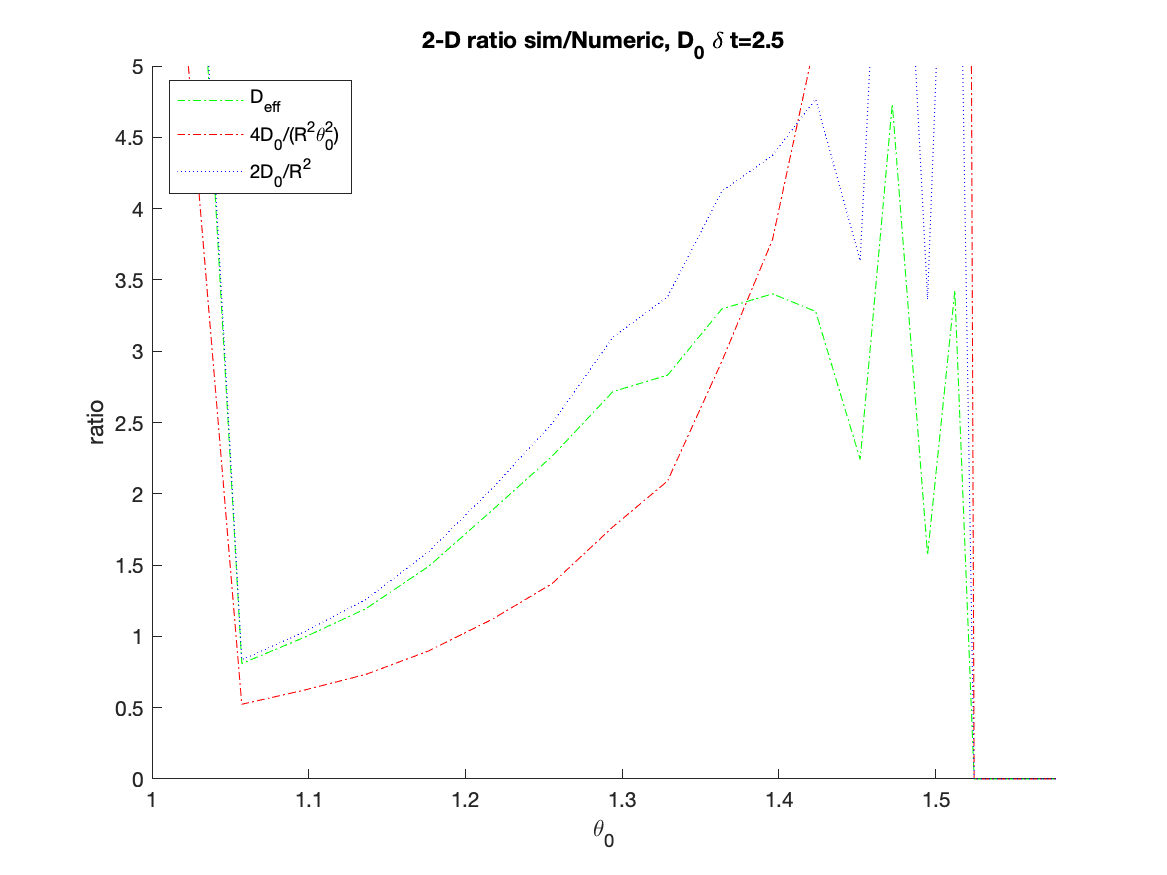 2-D ratio sim/Numeric, D₀ δ t=2.5
D_eff
4D₀/(R²θ₀²)
2D₀/R²
5
4.5
4
3.5
3
2.5
2
1.5
1
0.5
0
ratio
1 1.1 1.2 1.3 1.4 1.5
θ₀